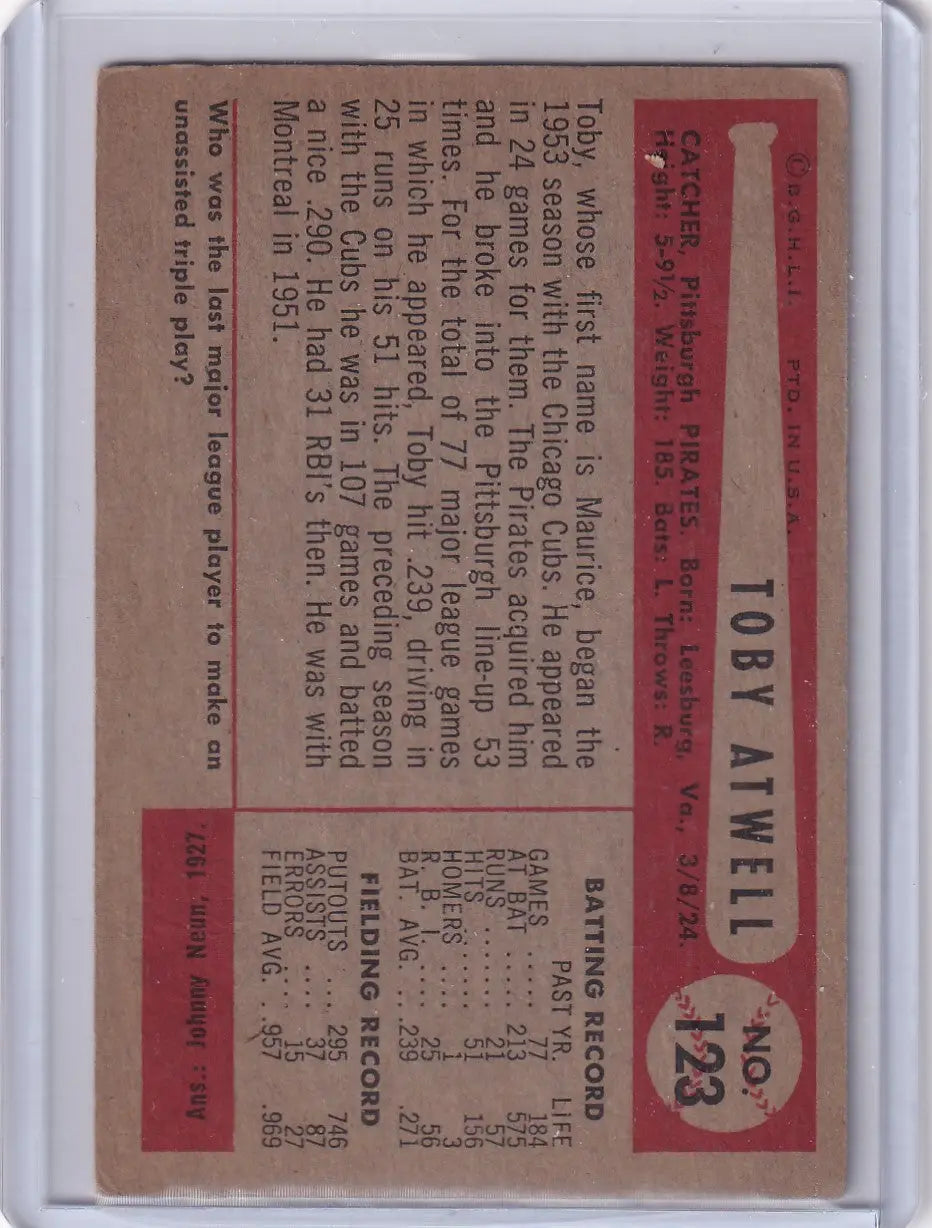 © B.G.H.L.I. PTD. IN U.S.A.
TOBY ATWELL
NO.
123
CATCHER, Pittsburgh PIRATES. Born: Leesburg, Va., 3/8/24.
Height: 5-9½. Weight: 185. Bats: L. Throws: R.
Toby, whose first name is Maurice, began the
1953 season with the Chicago Cubs. He appeared
in 24 games for them. The Pirates acquired him
and he broke into the Pittsburgh line-up 53
times. For the total of 77 major league games
in which he appeared, Toby hit .239, driving in
25 runs on his 51 hits. The preceding season
with the Cubs he was in 107 games and batted
a nice .290. He had 31 RBI's then. He was with
Montreal in 1951.
BATTING RECORD
PAST YR. LIFE
GAMES ..... 77 184
AT BAT ..... 213 575
RUNS ...... 21 57
HITS ....... 51 156
HOMERS .... 1 3
R. B. I. .... 25 56
BAT. AVG. .. .239 .271
FIELDING RECORD
PUTOUTS .... 295 746
ASSISTS .... 37 87
ERRORS .... 15 27
FIELD AVG. ..957 .969
Who was the last major league player to make an
unassisted triple play?
Ans.: Johnny Neun, 1927.